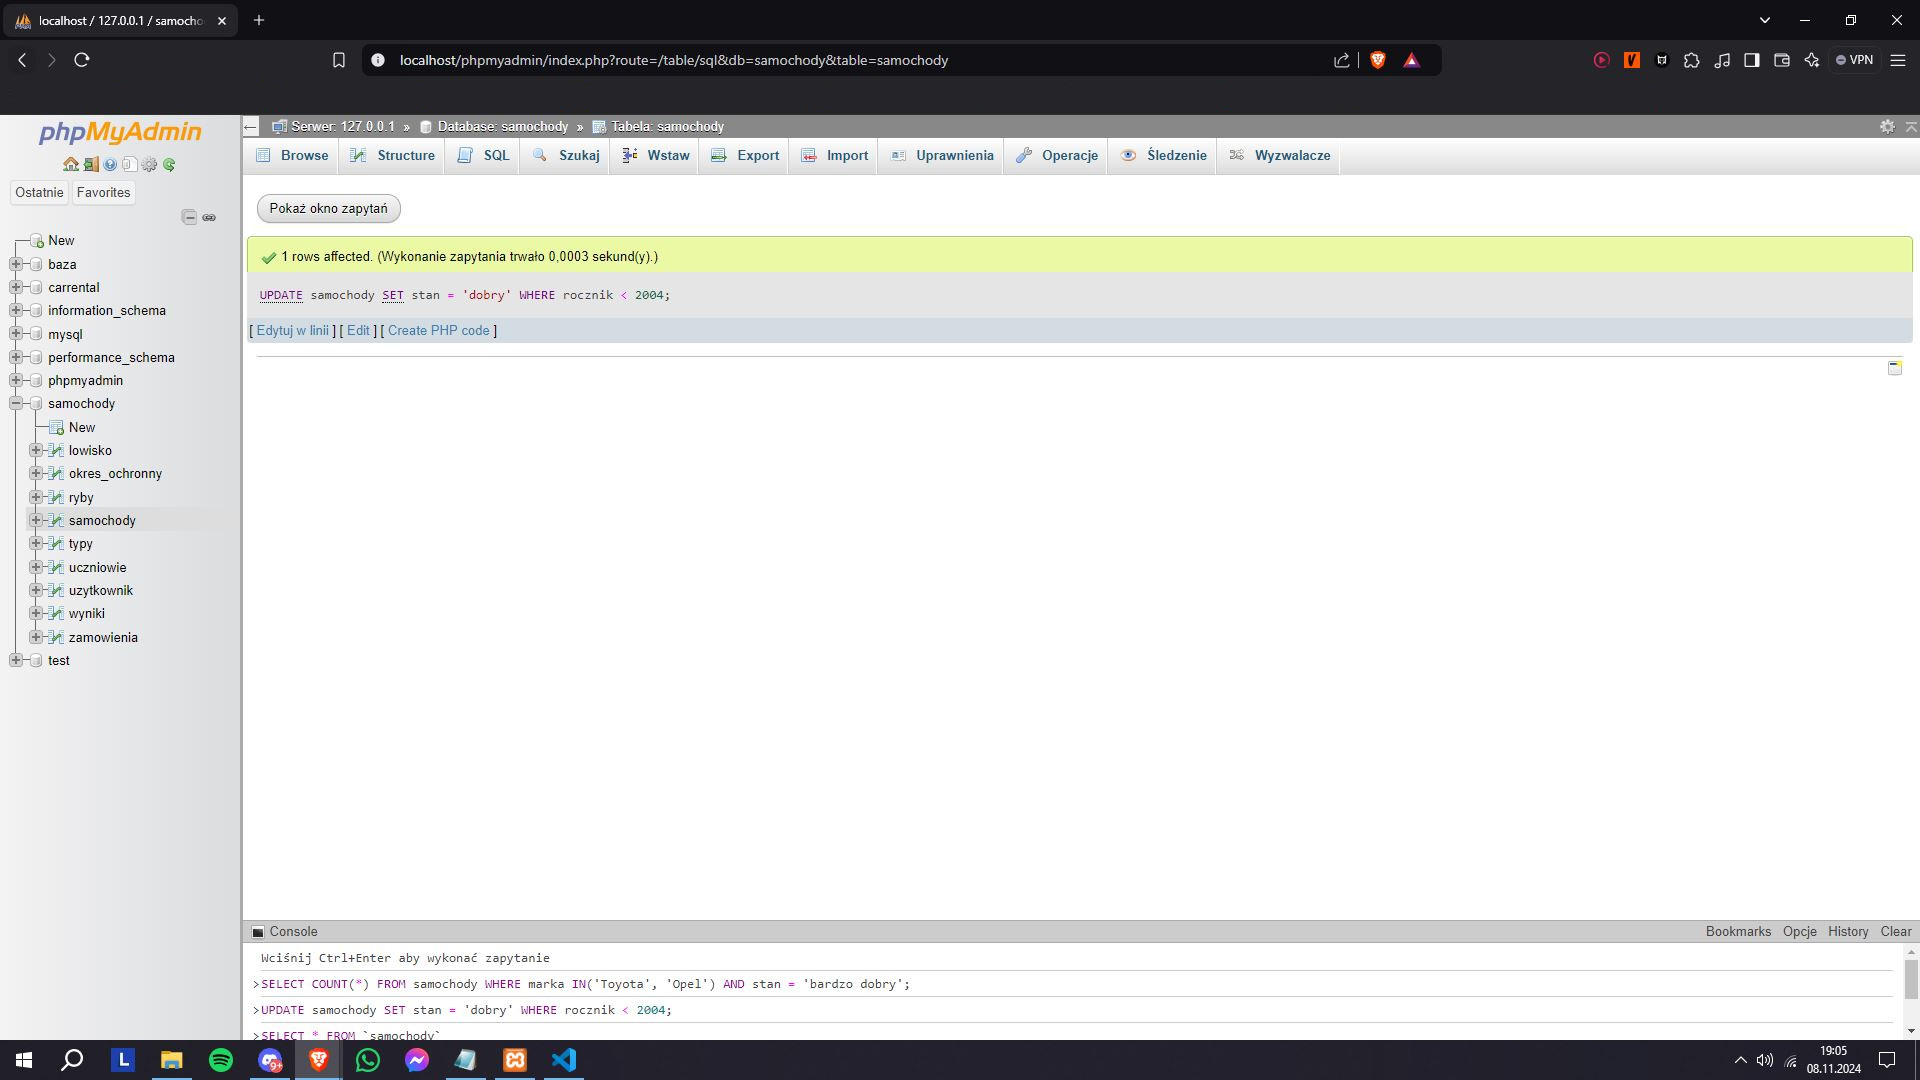 localhost / 127.0.0.1 / samocho
localhost/phpmyadmin/index.php?route=/table/sql&db=samochody&table=samochody
VPN
phpMyAdmin
Ostatnie
Favorites
New
baza
carrental
information_schema
mysql
performance_schema
phpmyadmin
samochody
New
lowisko
okres_ochronny
ryby
samochody
typy
uczniowie
uzytkownik
wyniki
zamowienia
test
Serwer: 127.0.0.1 » Database: samochody » Tabela: samochody
Browse Structure SQL Szukaj Wstaw Export Import Uprawnienia Operacje Śledzenie Wyzwalacze
Pokaż okno zapytań
1 rows affected. (Wykonanie zapytania trwało 0,0003 sekund(y).)
UPDATE samochody SET stan = 'dobry' WHERE rocznik < 2004;
[ Edytuj w linii ] [ Edit ] [ Create PHP code ]
Console
Bookmarks Opcje History Clear
Wciśnij Ctrl+Enter aby wykonać zapytanie
>SELECT COUNT(*) FROM samochody WHERE marka IN('Toyota', 'Opel') AND stan = 'bardzo dobry';
>UPDATE samochody SET stan = 'dobry' WHERE rocznik < 2004;
>SELECT * FROM `samochody`
L
9+
19:05
08.11.2024